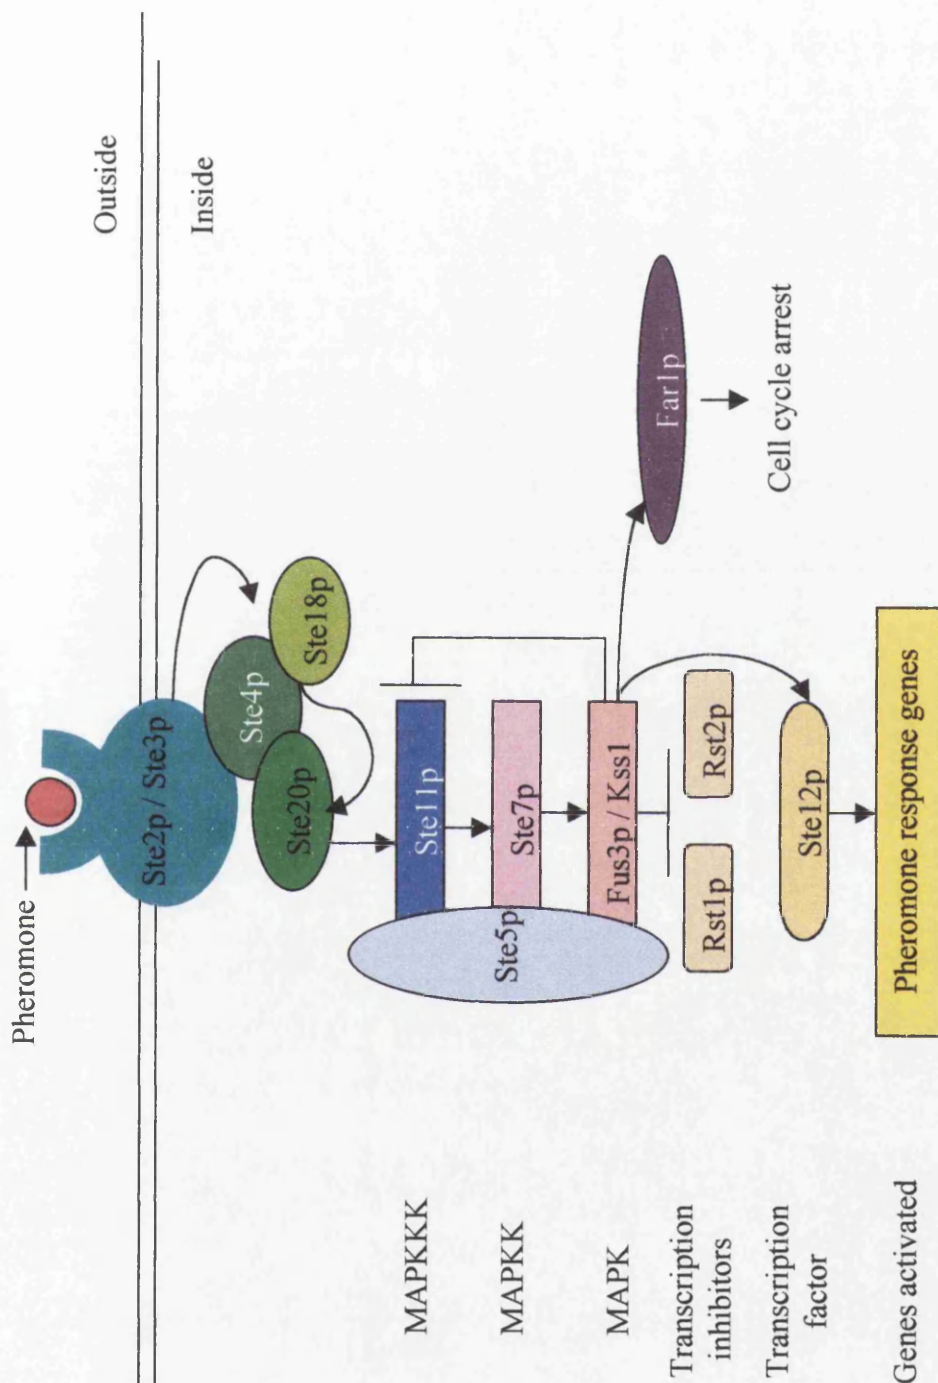 Pheromone
Outside
Inside
Ste2p / Ste3p
Ste4p
Ste18p
Ste20p
MAPKKK
Ste11p
MAPKK
Ste5p
Ste7p
MAPK
Fus3p / Kss1
Far1p
Cell cycle arrest
Transcription
inhibitors
Rst1p
Rst2p
Transcription
factor
Ste12p
Genes activated
Pheromone response genes